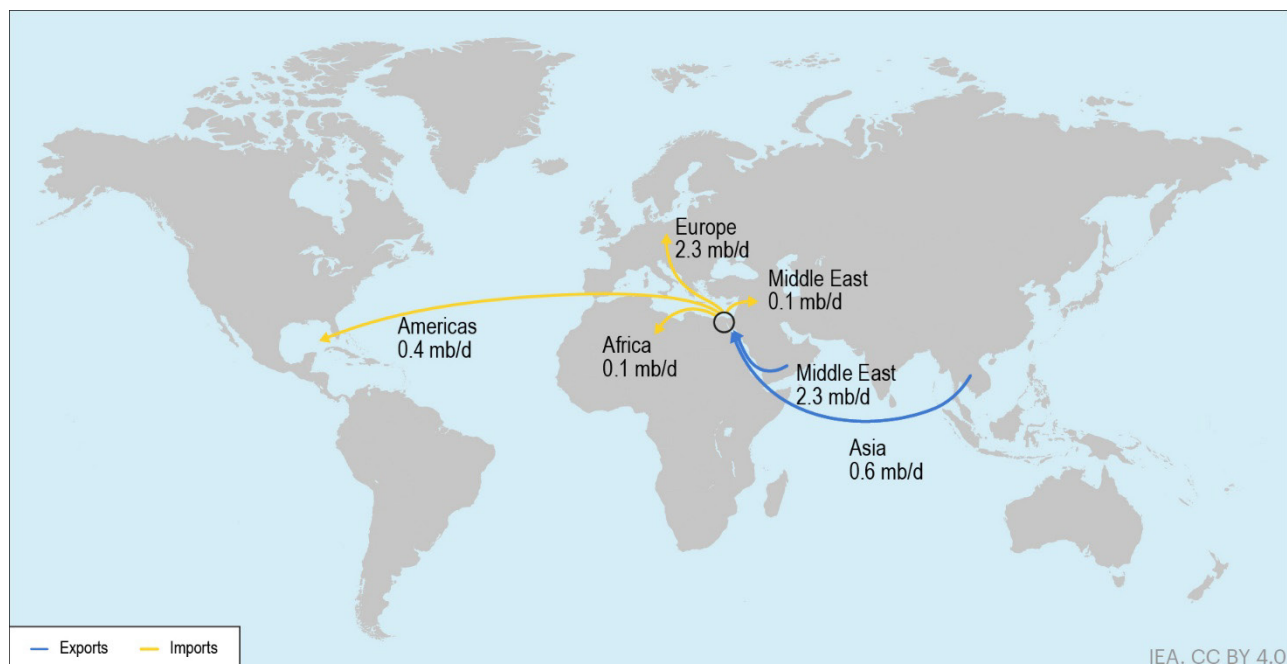 Europe
2.3 mb/d
Middle East
0.1 mb/d
Americas
0.4 mb/d
Africa
0.1 mb/d
Middle East
2.3 mb/d
Asia
0.6 mb/d
Exports
Imports
IEA. CC BY 4.0